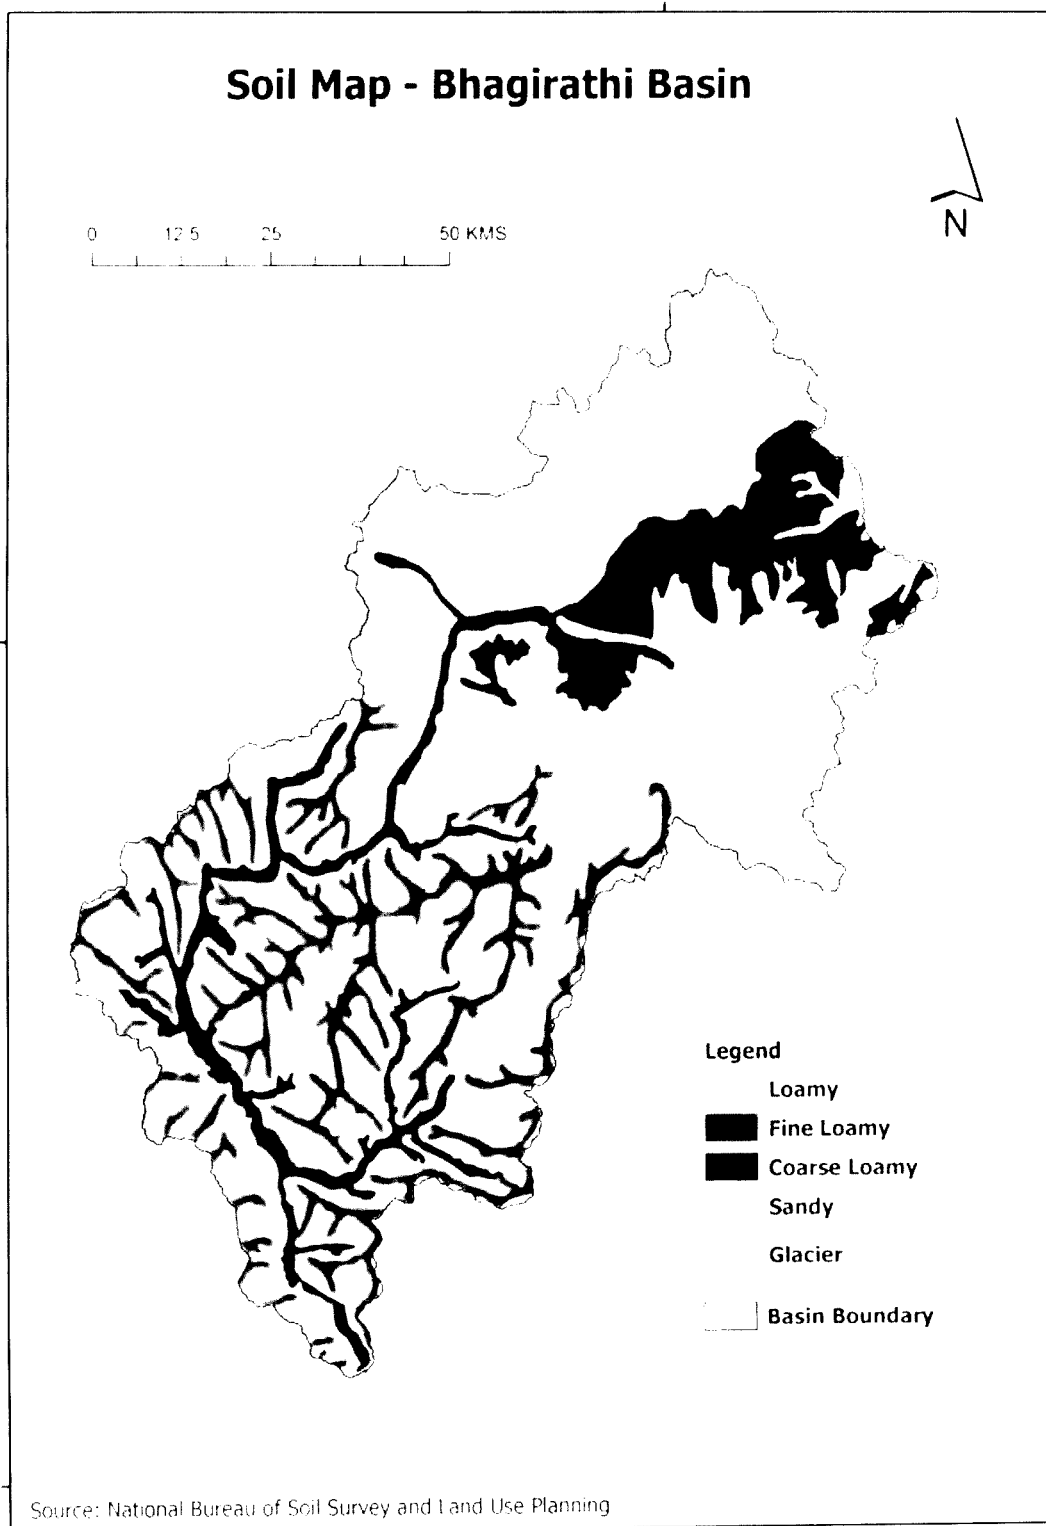 Soil Map - Bhagirathi Basin
N
0 12.5 25 50 KMS
Legend
Loamy
Fine Loamy
Coarse Loamy
Sandy
Glacier
Basin Boundary
Source: National Bureau of Soil Survey and Land Use Planning